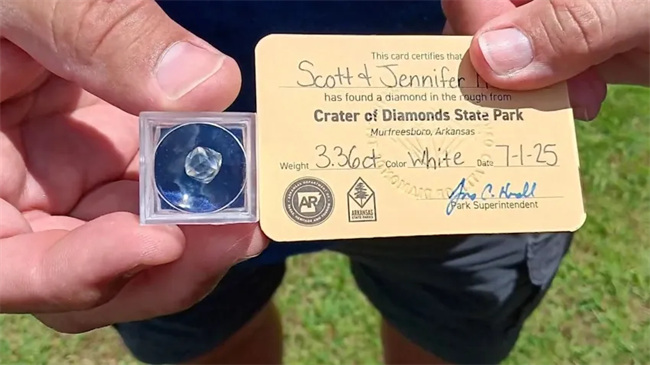 This card certifies that
Scott & Jennifer
has found a diamond in the rough from
Crater of Diamonds State Park
Murfreesboro, Arkansas
Weight 3.36ct Color White Date 7-1-25
Park Superintendent
AR
ARKANSAS
STATE PARKS